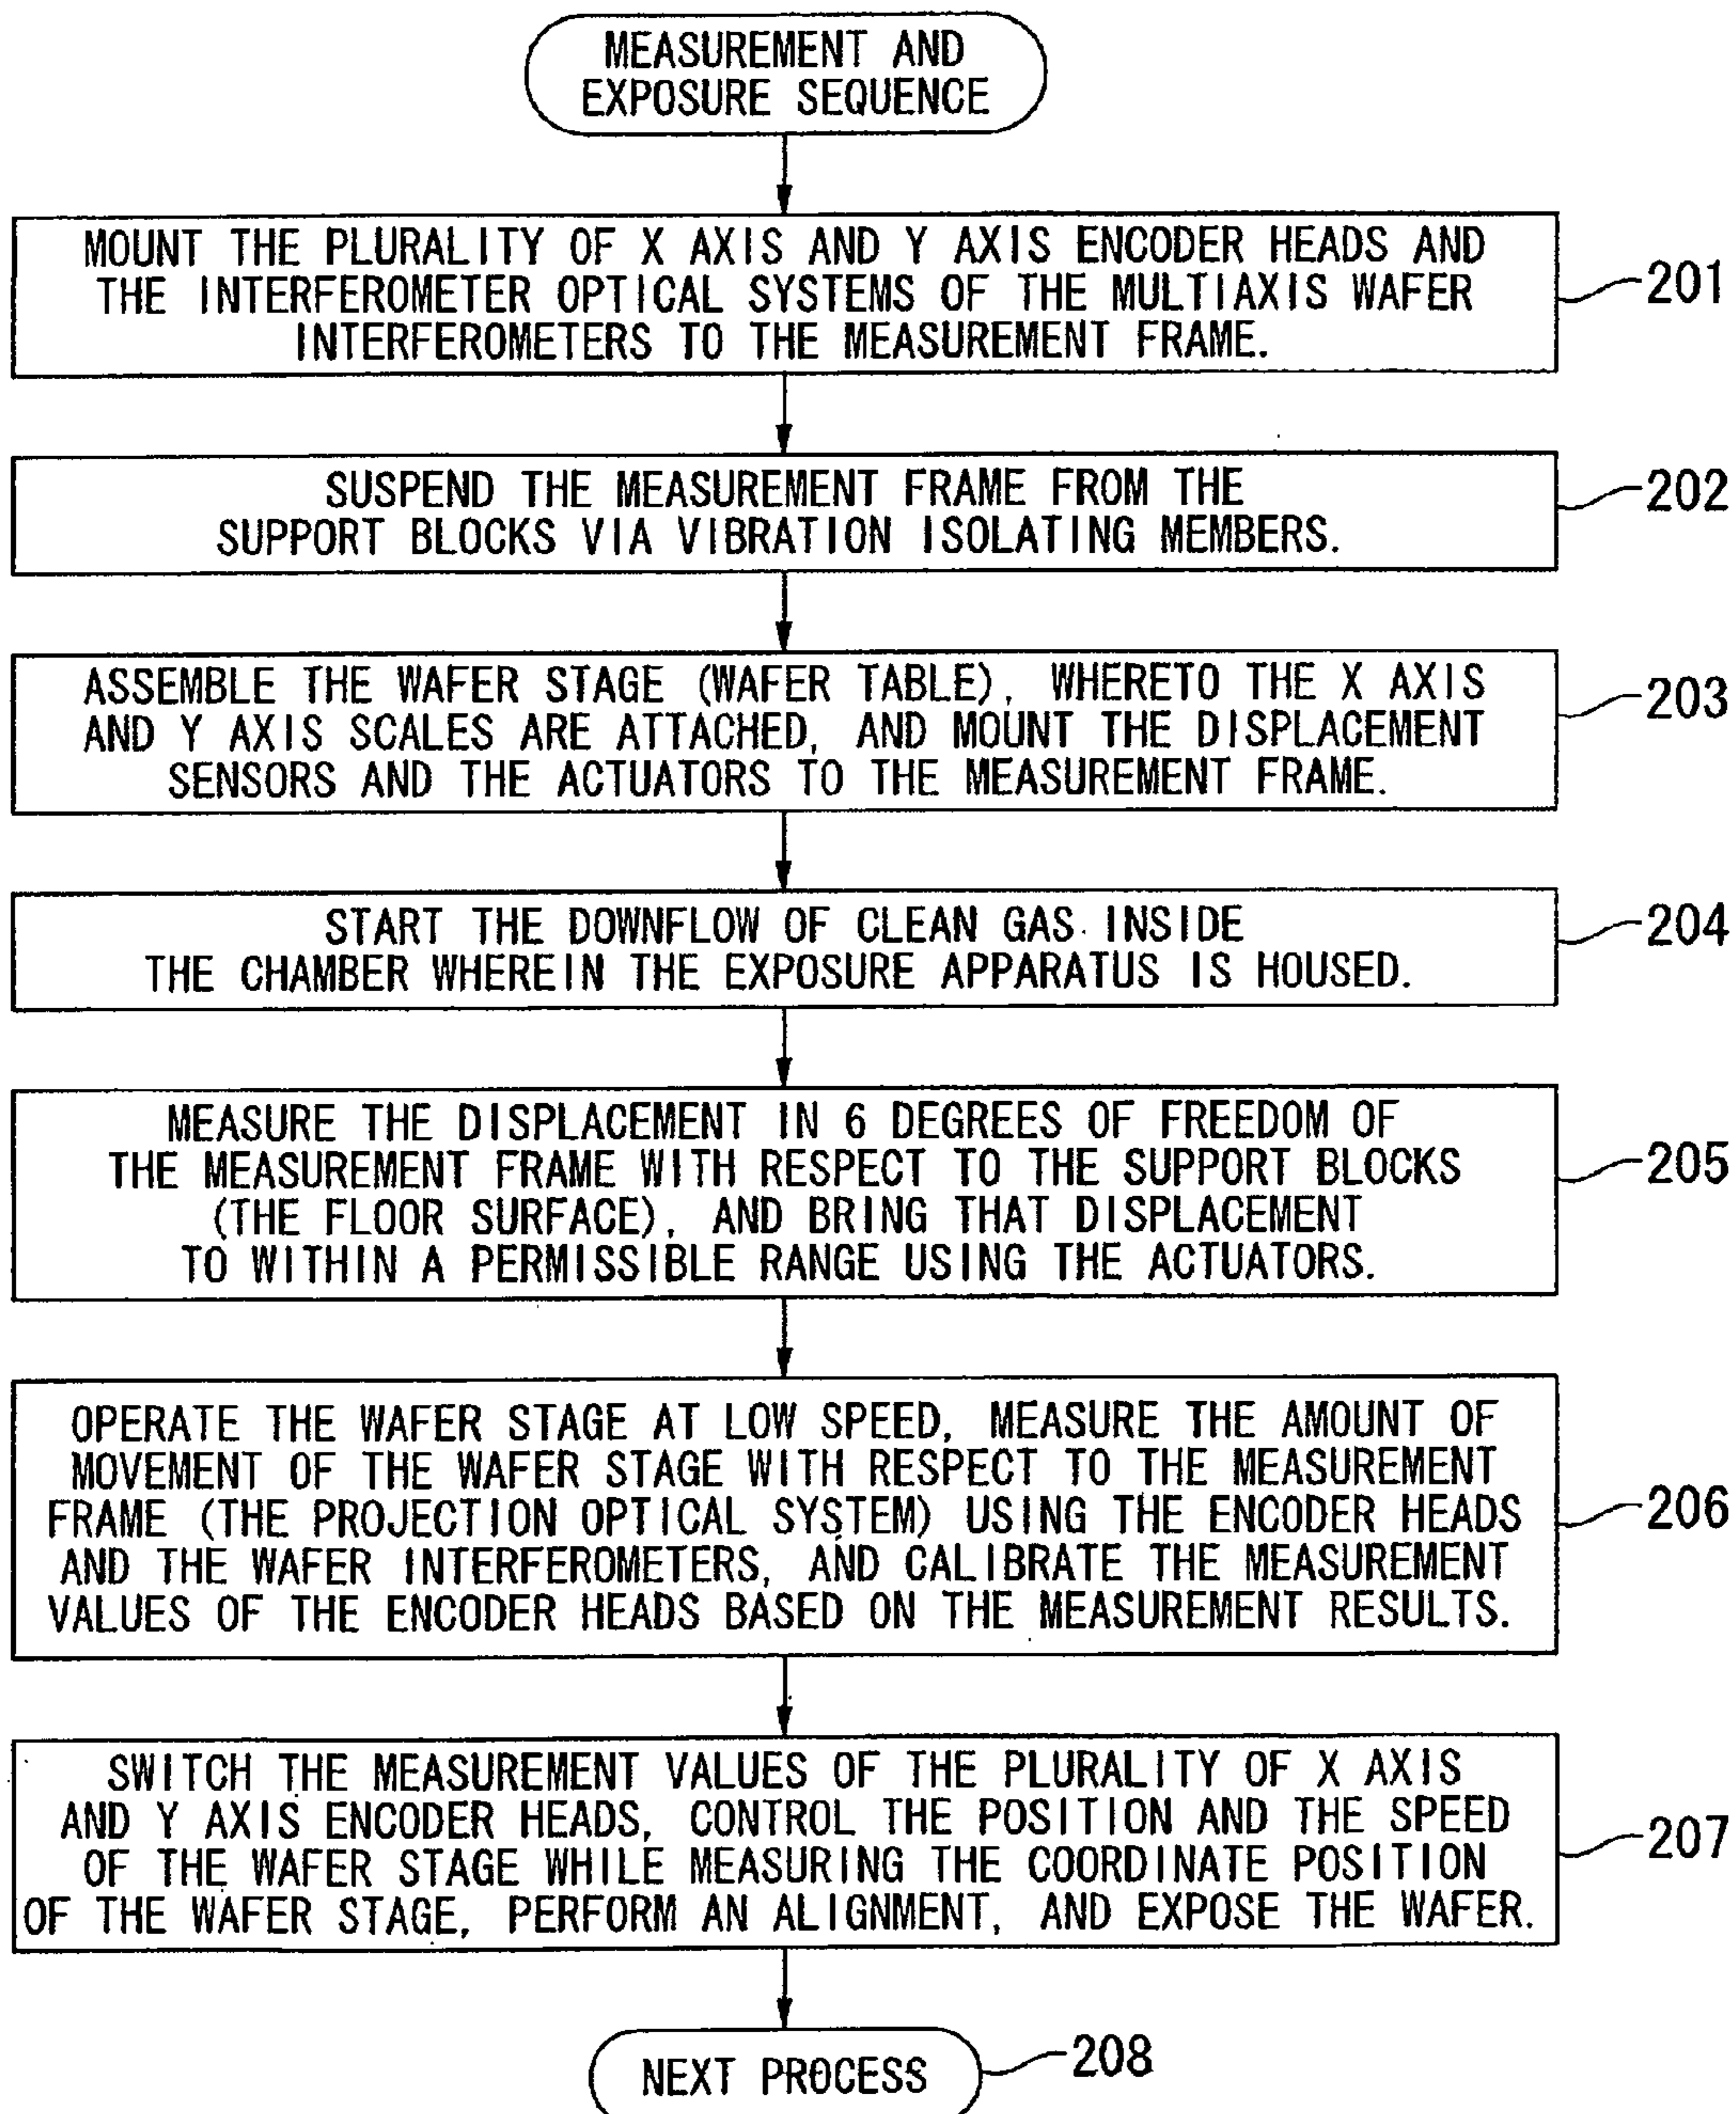 MEASUREMENT AND
EXPOSURE SEQUENCE
MOUNT THE PLURALITY OF X AXIS AND Y AXIS ENCODER HEADS AND
THE INTERFEROMETER OPTICAL SYSTEMS OF THE MULTIAXIS WAFER
INTERFEROMETERS TO THE MEASUREMENT FRAME.
201
SUSPEND THE MEASUREMENT FRAME FROM THE
SUPPORT BLOCKS VIA VIBRATION ISOLATING MEMBERS.
202
ASSEMBLE THE WAFER STAGE (WAFER TABLE), WHERETO THE X AXIS
AND Y AXIS SCALES ARE ATTACHED, AND MOUNT THE DISPLACEMENT
SENSORS AND THE ACTUATORS TO THE MEASUREMENT FRAME.
203
START THE DOWNFLOW OF CLEAN GAS INSIDE
THE CHAMBER WHEREIN THE EXPOSURE APPARATUS IS HOUSED.
204
MEASURE THE DISPLACEMENT IN 6 DEGREES OF FREEDOM OF
THE MEASUREMENT FRAME WITH RESPECT TO THE SUPPORT BLOCKS
(THE FLOOR SURFACE), AND BRING THAT DISPLACEMENT
TO WITHIN A PERMISSIBLE RANGE USING THE ACTUATORS.
205
OPERATE THE WAFER STAGE AT LOW SPEED, MEASURE THE AMOUNT OF
MOVEMENT OF THE WAFER STAGE WITH RESPECT TO THE MEASUREMENT
FRAME (THE PROJECTION OPTICAL SYSTEM) USING THE ENCODER HEADS
AND THE WAFER INTERFEROMETERS, AND CALIBRATE THE MEASUREMENT
VALUES OF THE ENCODER HEADS BASED ON THE MEASUREMENT RESULTS.
206
SWITCH THE MEASUREMENT VALUES OF THE PLURALITY OF X AXIS
AND Y AXIS ENCODER HEADS, CONTROL THE POSITION AND THE SPEED
OF THE WAFER STAGE WHILE MEASURING THE COORDINATE POSITION
OF THE WAFER STAGE, PERFORM AN ALIGNMENT, AND EXPOSE THE WAFER.
207
NEXT PROCESS
208